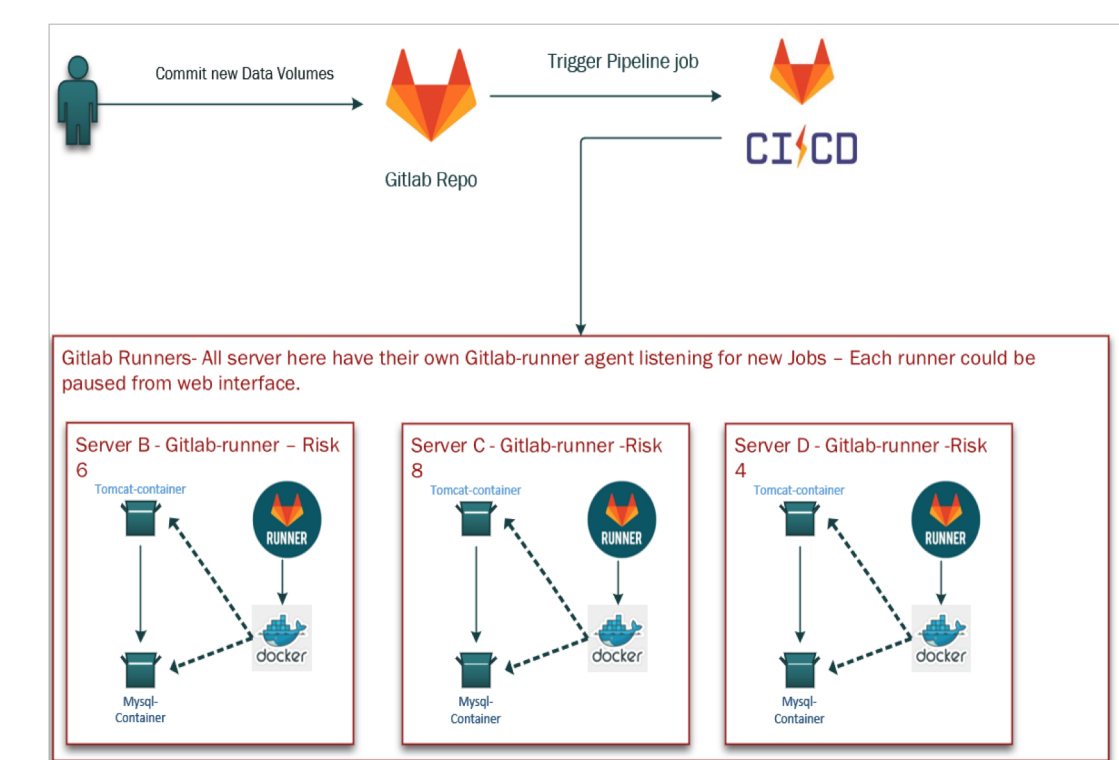 Commit new Data Volumes
Trigger Pipeline job
CI CD
Gitlab Repo
Gitlab Runners- All server here have their own Gitlab-runner agent listening for new Jobs – Each runner could be
paused from web interface.
Server B - Gitlab-runner – Risk
6
Tomcat-container
RUNNER
docker
Mysql-
Container
Server C - Gitlab-runner -Risk
8
Tomcat-container
RUNNER
docker
Mysql-
Container
Server D - Gitlab-runner -Risk
4
Tomcat-container
RUNNER
docker
Mysql-
Container